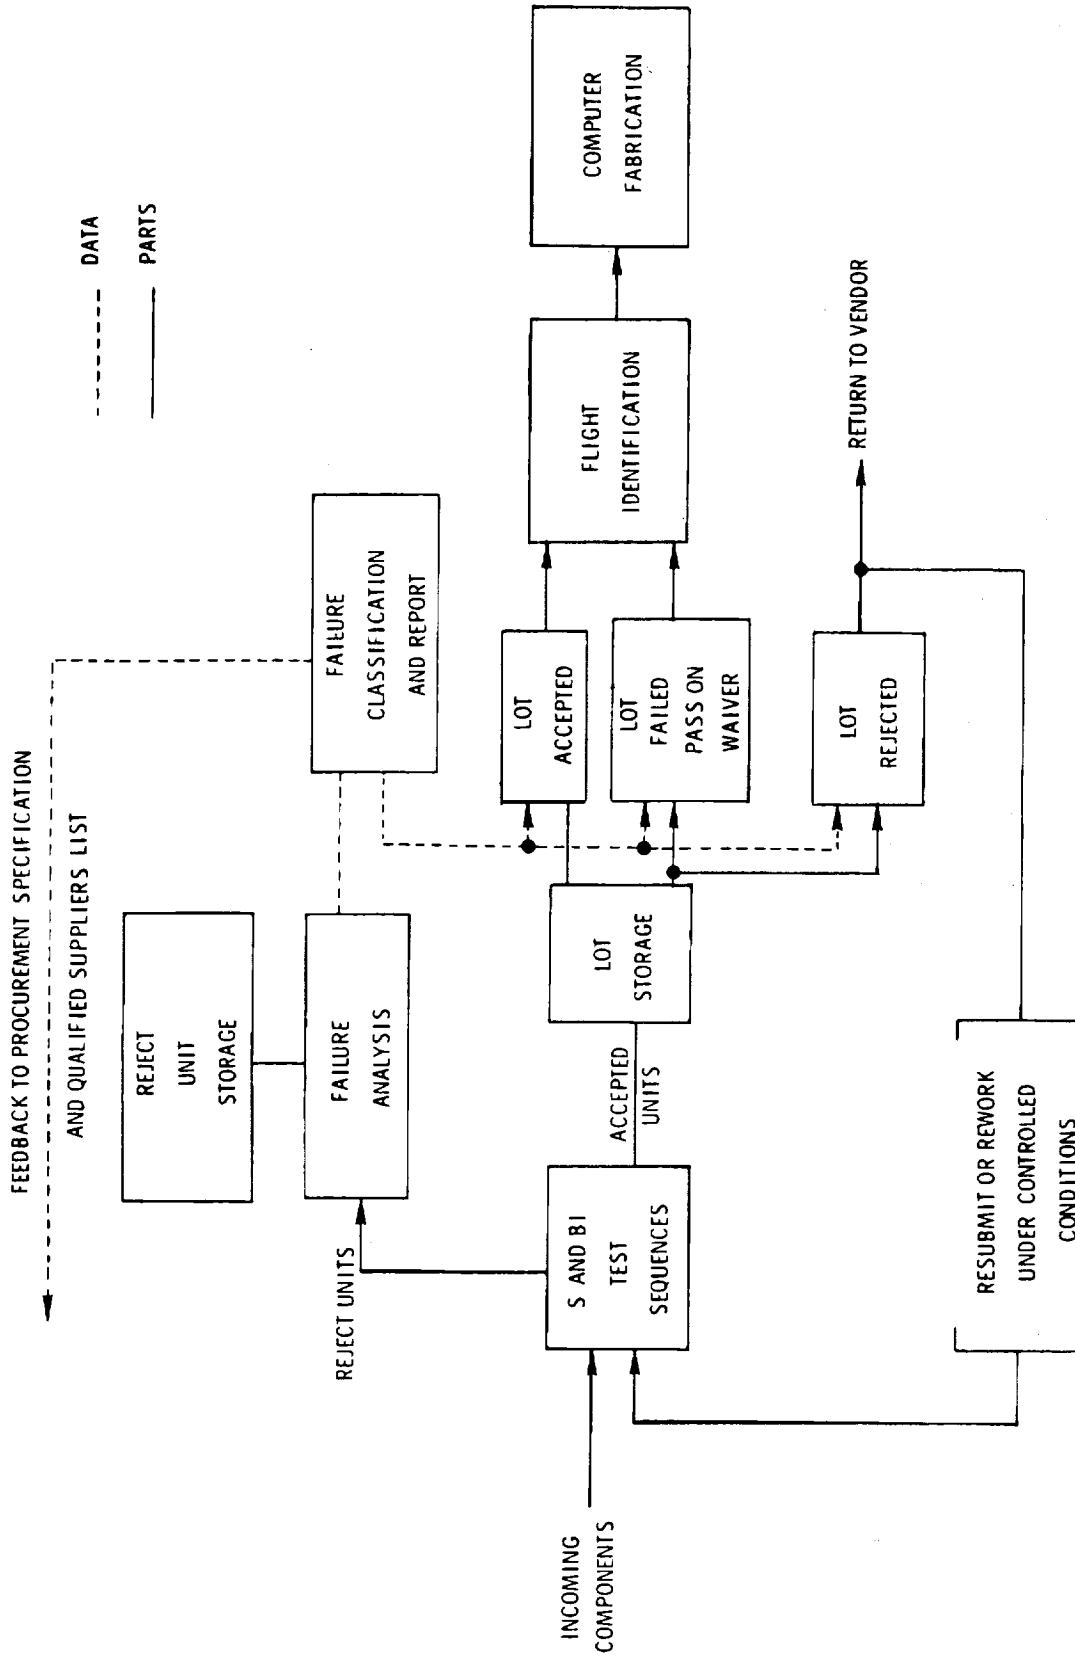 FEEDBACK TO PROCUREMENT SPECIFICATION
AND QUALIFIED SUPPLIERS LIST
DATA
PARTS
REJECT
UNIT
STORAGE
FAILURE
ANALYSIS
FAILURE
CLASSIFICATION
AND REPORT
REJECT UNITS
INCOMING
COMPONENTS
S AND BI
TEST
SEQUENCES
ACCEPTED
UNITS
LOT
STORAGE
LOT
ACCEPTED
LOT
FAILED
PASS ON
WAIVER
LOT
REJECTED
FLIGHT
IDENTIFICATION
COMPUTER
FABRICATION
RETURN TO VENDOR
RESUBMIT OR REWORK
UNDER CONTROLLED
CONDITIONS